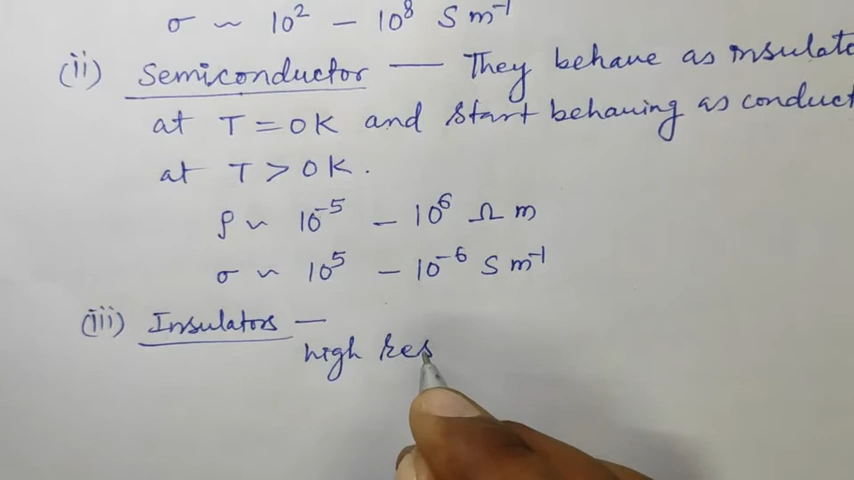 σ ~ 10² – 10⁸ S m⁻¹
(ii) Semiconductor — They behave as insulato
at T = 0K and start behaving as conduct
at T > 0K.
ρ ~ 10⁻⁵ – 10⁶ Ω m
σ ~ 10⁵ – 10⁻⁶ S m⁻¹
(iii) Insulators —
high res